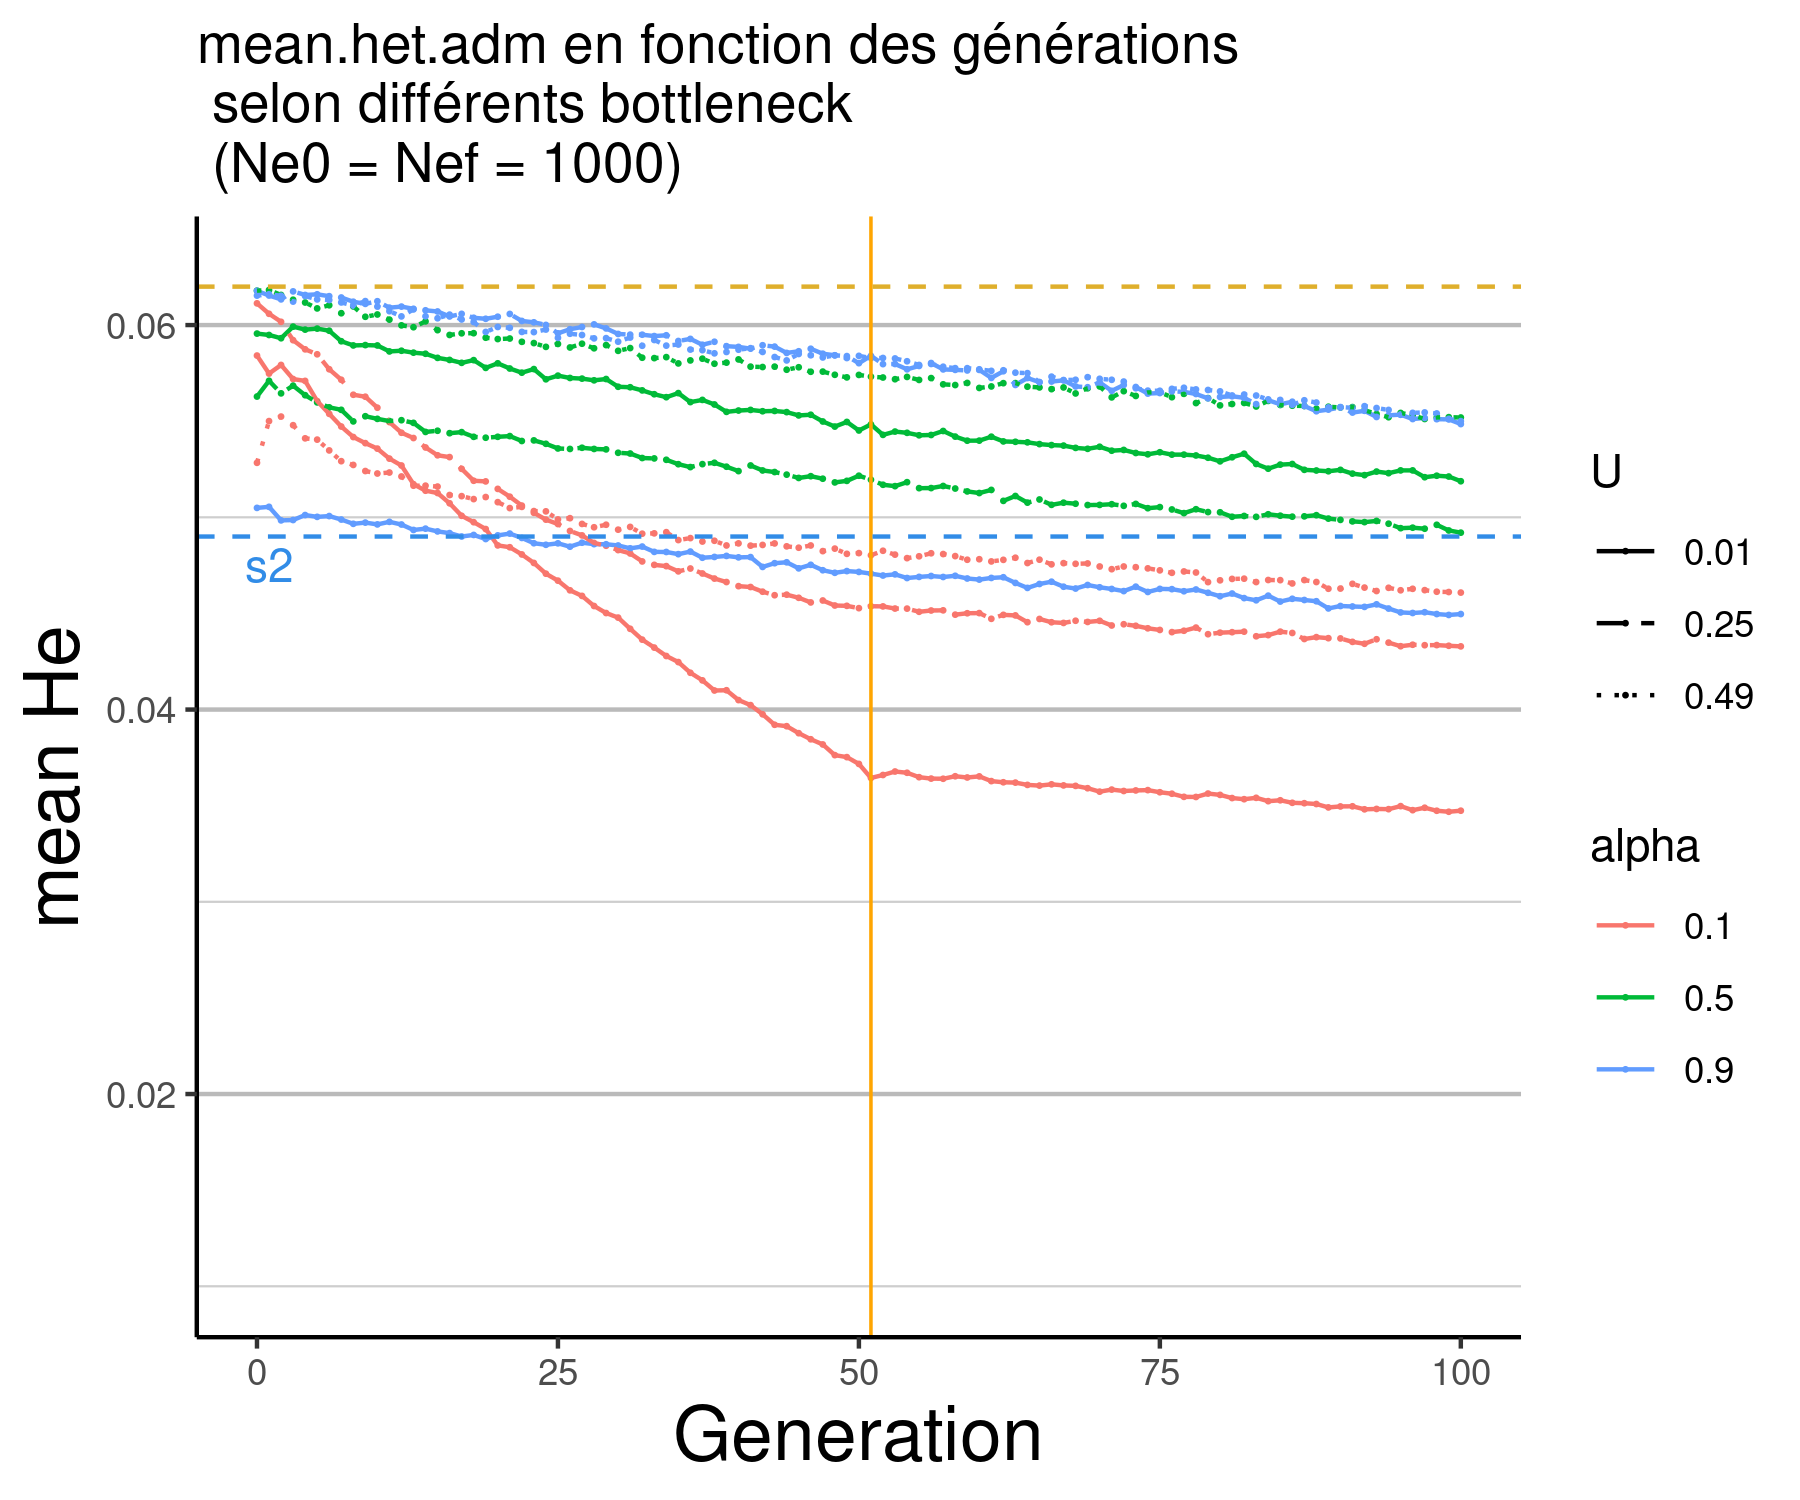 mean.het.adm en fonction des générations
selon différents bottleneck
(Ne0 = Nef = 1000)
mean He
0.06
0.04
0.02
s2
0
25
50
75
100
Generation
U
0.01
0.25
0.49
alpha
0.1
0.5
0.9